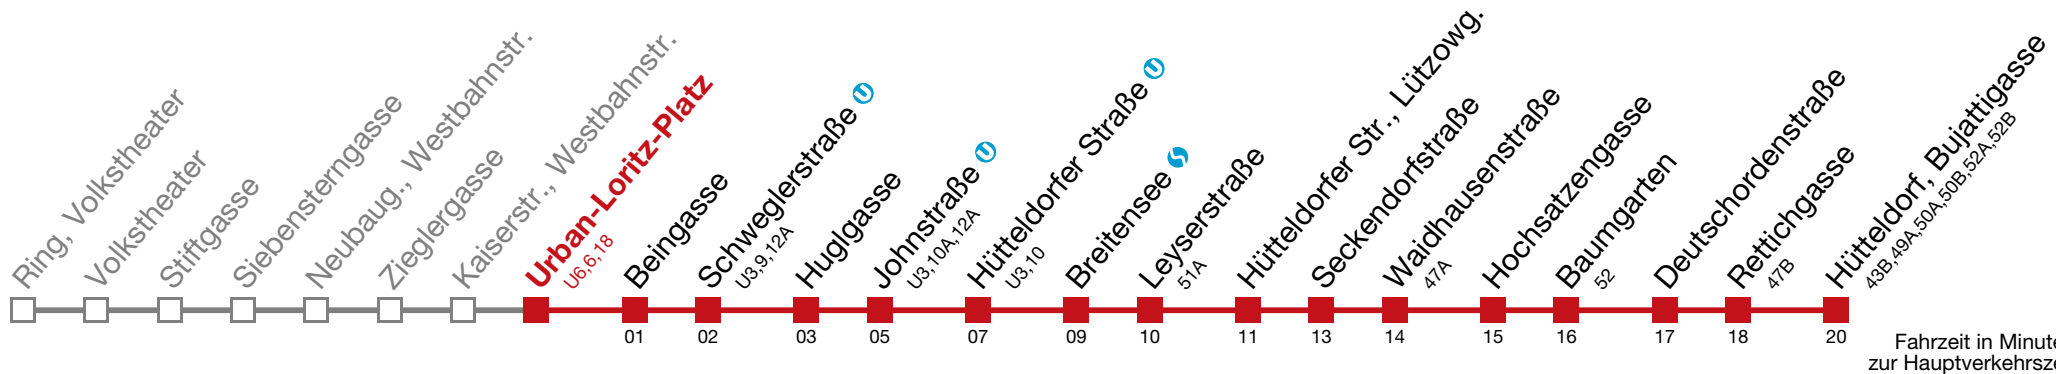 Ring, Volkstheater
Volkstheater
Stiftgasse
Siebensterngasse
Neubaug., Westbahnstr.
Zieglergasse
Kaiserstr., Westbahnstr.
Urban-Loritz-Platz
U6,6,18
Beingasse
01
Schweglerstraße U
U3,9,12A
02
Huglgasse
03
Johnstraße U
U3,10A,12A
05
Hütteldorfer Straße U
U3,10
07
Breitensee S
09
Leyserstraße
51A
10
Hütteldorfer Str., Lützowg.
11
Seckendorfstraße
13
Waidhausenstraße
47A
14
Hochsatzengasse
15
Baumgarten
52
16
Deutschordenstraße
17
Rettichgasse
47B
18
Hütteldorf, Bujattigasse
43B,49A,50A,50B,52A,52B
20
Fahrzeit in Minute
zur Hauptverkehrsze